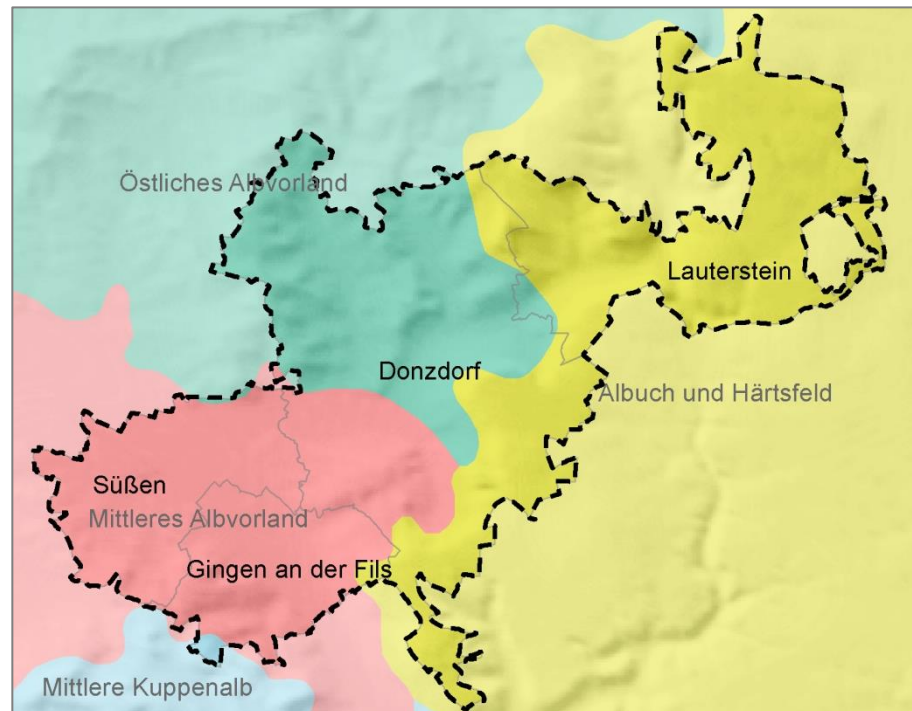 Östliches Albvorland
Lauterstein
Donzdorf
Albuch und Härtsfeld
Süßen
Mittleres Albvorland
Gingen an der Fils
Mittlere Kuppenalb